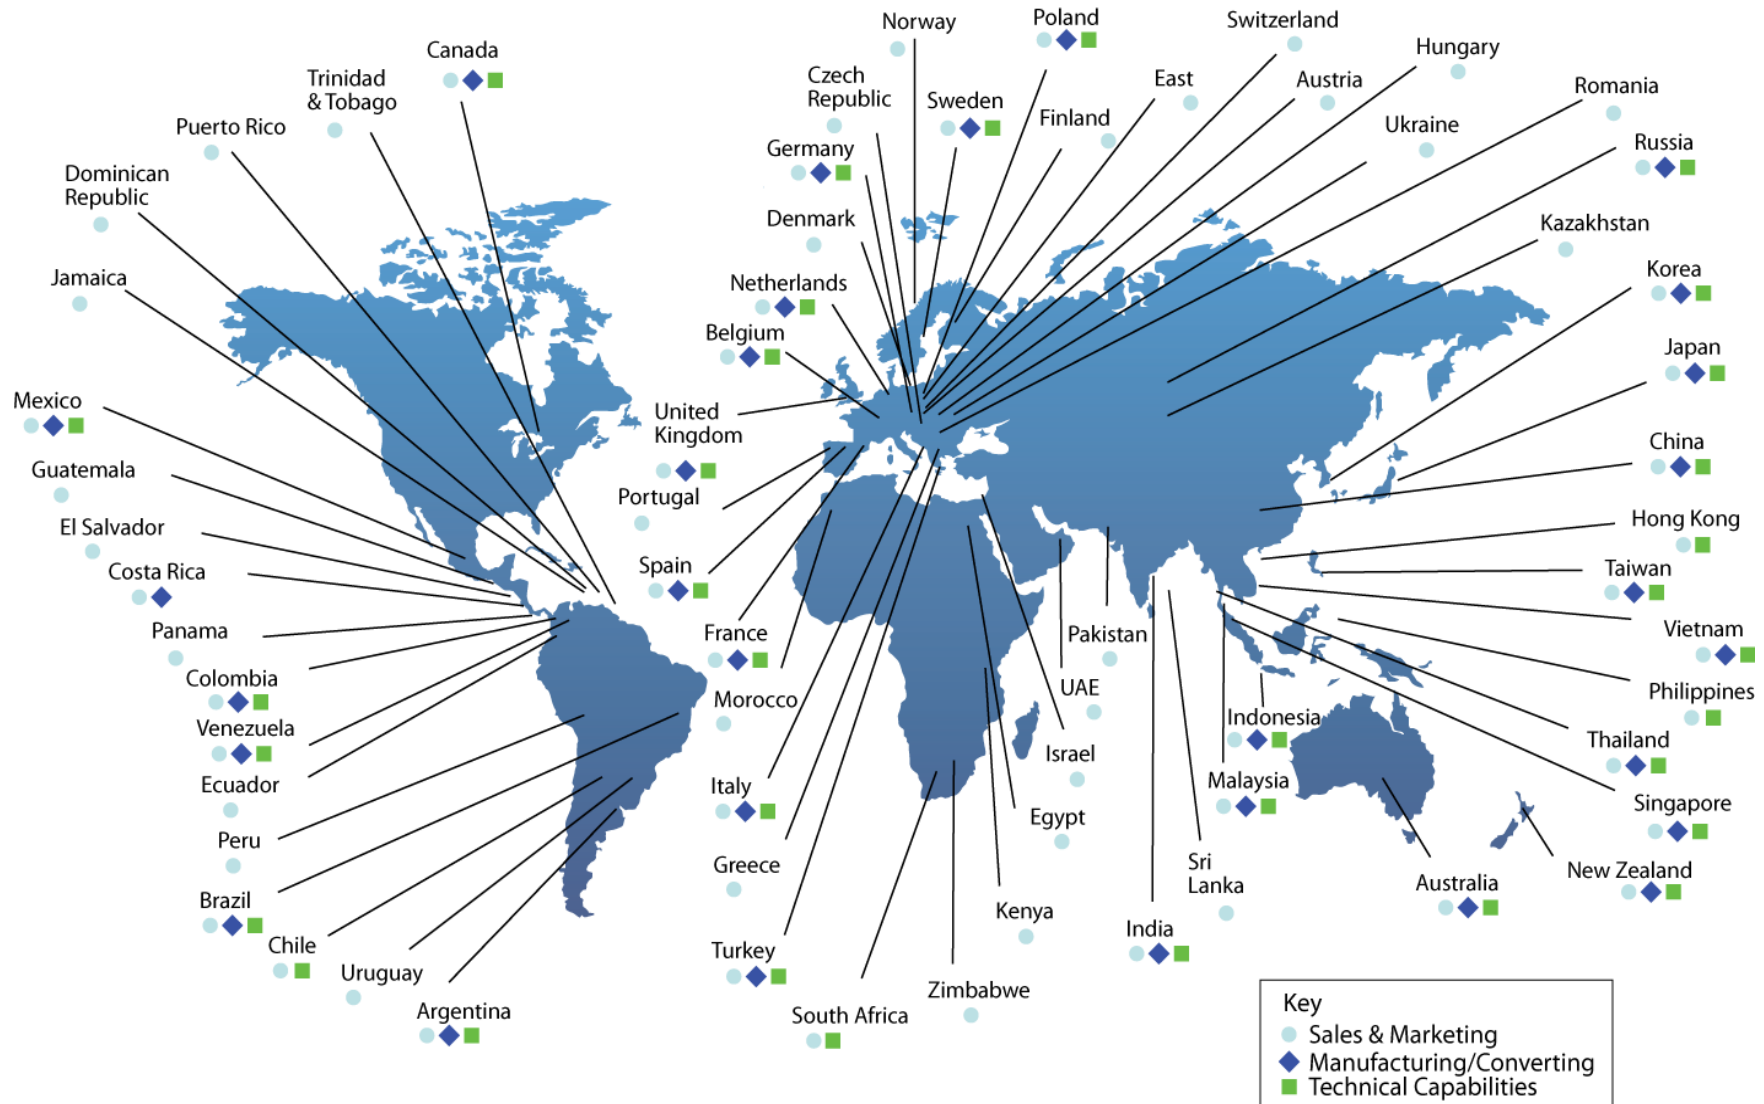 Norway
Poland
Switzerland
Hungary
Canada
Trinidad
& Tobago
Czech
Republic
Sweden
East
Austria
Romania
Puerto Rico
Finland
Ukraine
Germany
Russia
Dominican
Republic
Denmark
Kazakhstan
Jamaica
Netherlands
Korea
Belgium
Japan
Mexico
United
Kingdom
China
Guatemala
Portugal
Hong Kong
El Salvador
Costa Rica
Spain
Taiwan
Panama
France
Pakistan
Vietnam
Colombia
Morocco
UAE
Philippines
Venezuela
Indonesia
Israel
Thailand
Ecuador
Italy
Malaysia
Singapore
Peru
Egypt
Greece
Sri
Lanka
New Zealand
Brazil
Kenya
Australia
Chile
India
Uruguay
Turkey
Zimbabwe
Argentina
South Africa
Key
Sales & Marketing
Manufacturing/Converting
Technical Capabilities